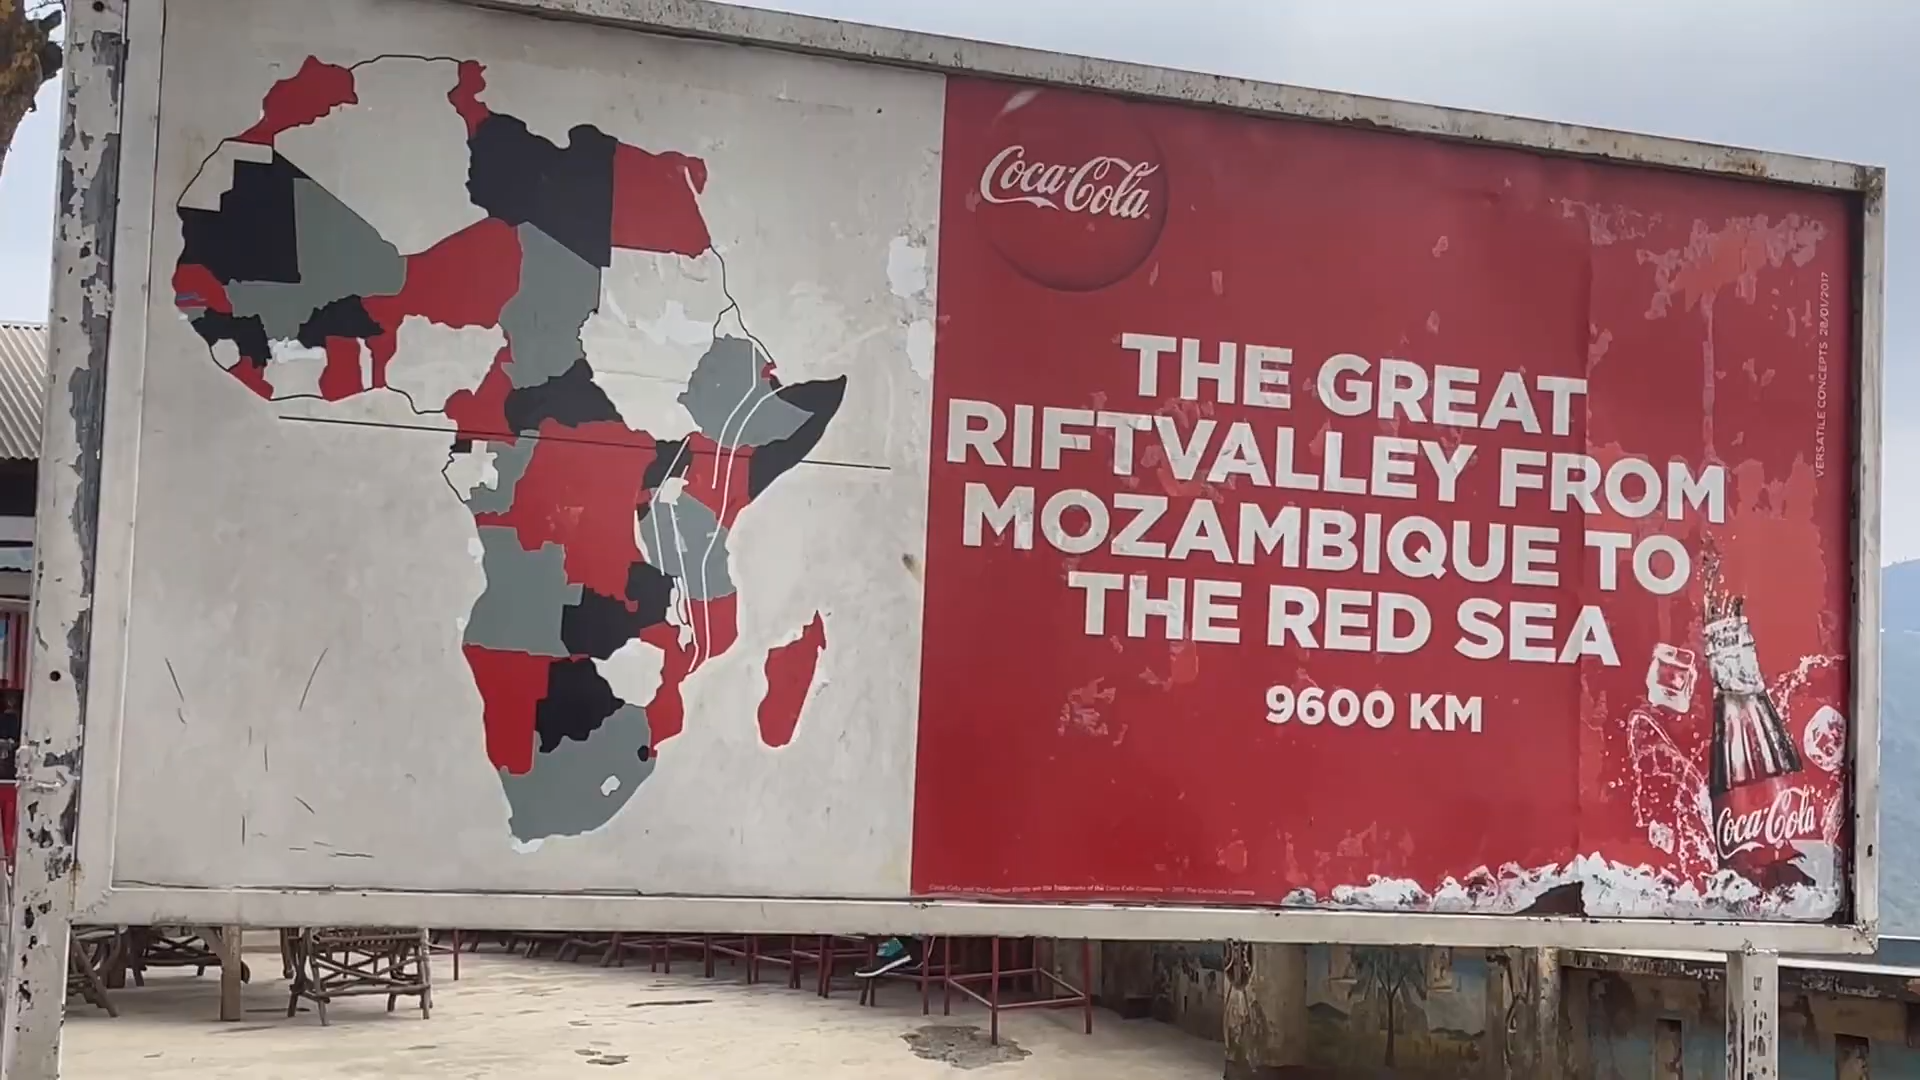 Coca-Cola
THE GREAT
RIFTVALLEY FROM
MOZAMBIQUE TO
THE RED SEA
9600 KM
VERSATILE CONCEPTS 28/01/2017
Coca-Cola